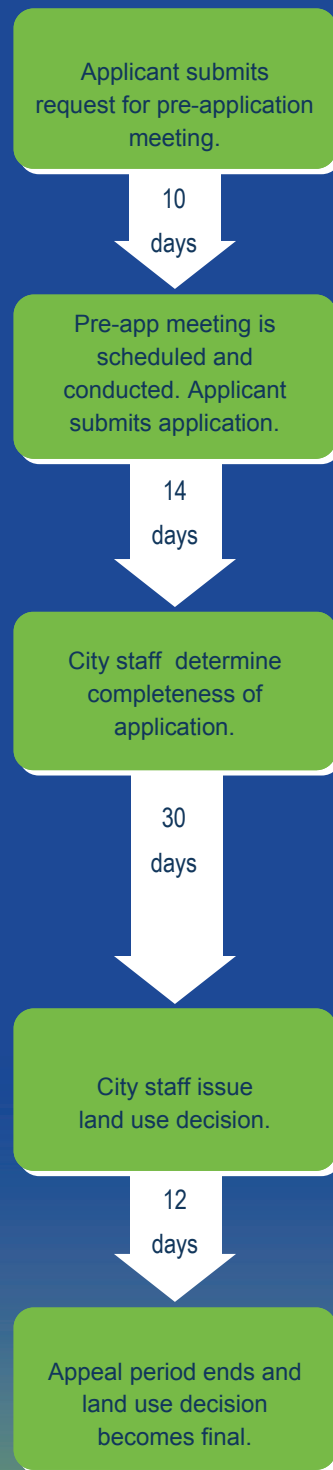 Applicant submits
request for pre-application
meeting.
10
days
Pre-app meeting is
scheduled and
conducted. Applicant
submits application.
14
days
City staff determine
completeness of
application.
30
days
City staff issue
land use decision.
12
days
Appeal period ends and
land use decision
becomes final.